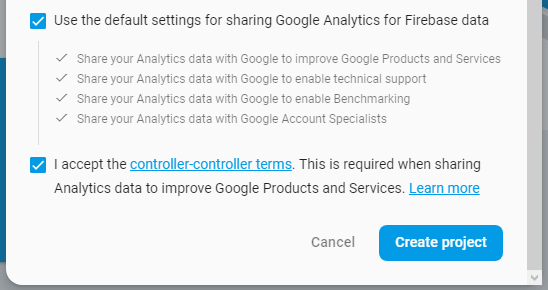 Use the default settings for sharing Google Analytics for Firebase data
Share your Analytics data with Google to improve Google Products and Services
Share your Analytics data with Google to enable technical support
Share your Analytics data with Google to enable Benchmarking
Share your Analytics data with Google Account Specialists
I accept the controller-controller terms. This is required when sharing
Analytics data to improve Google Products and Services. Learn more
Cancel
Create project